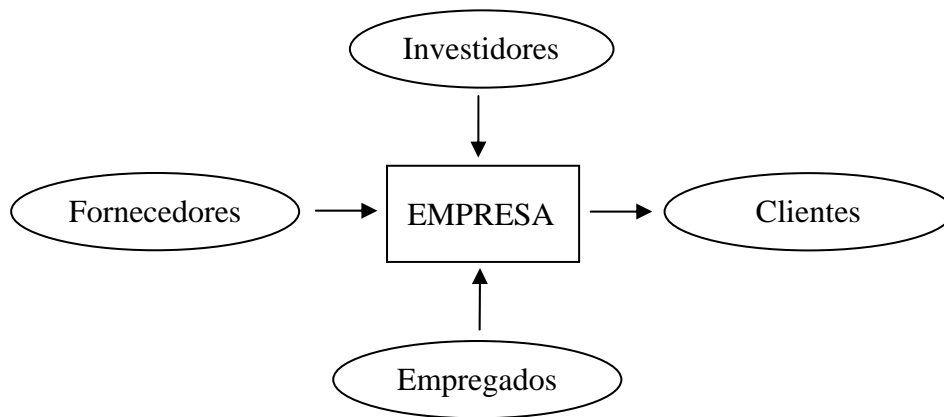 Investidores
Fornecedores
EMPRESA
Clientes
Empregados